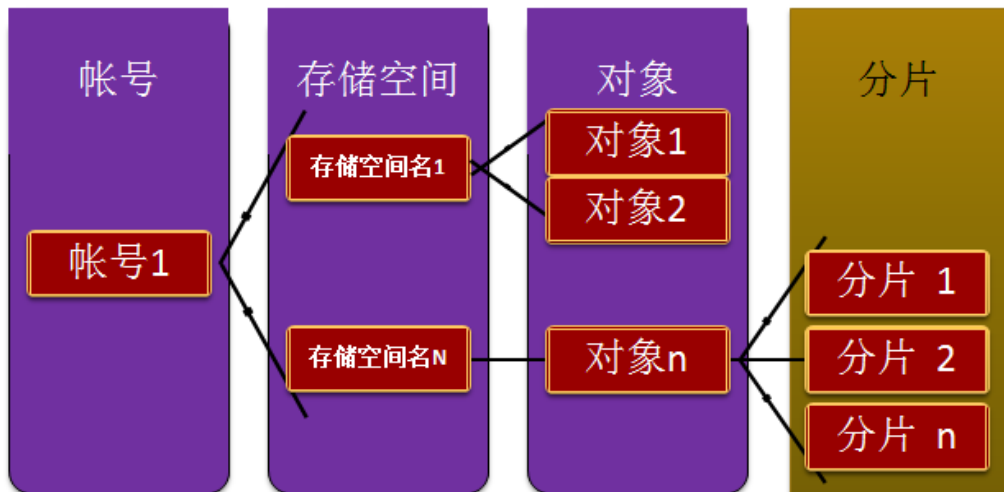 帐号
存储空间
对象
分片
帐号1
存储空间名1
存储空间名N
对象1
对象2
对象n
分片 1
分片 2
分片 n